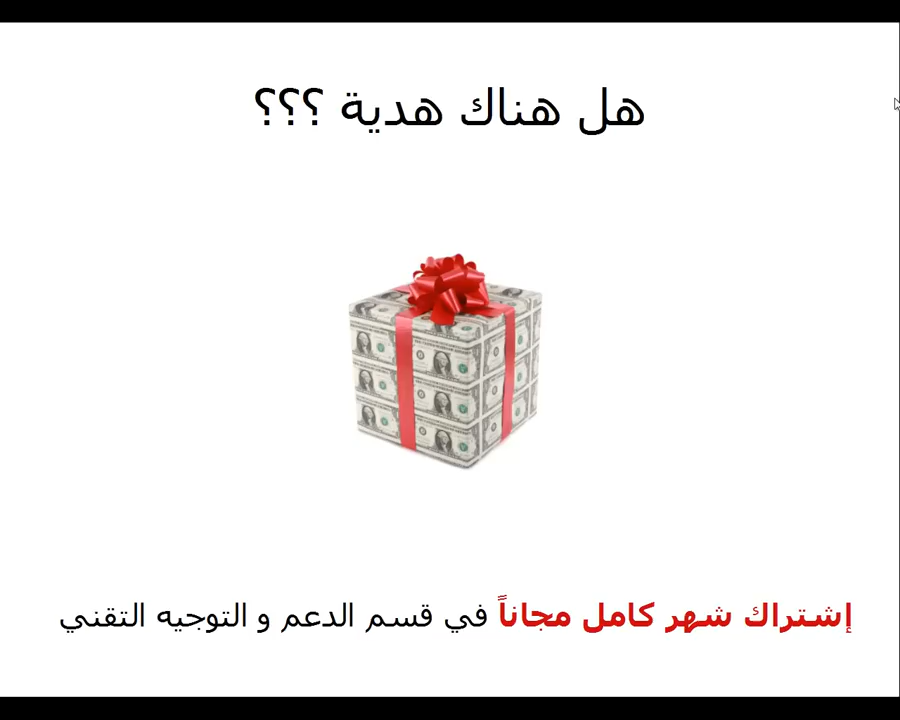 هل هناك هدية ؟؟؟
إشتراك شهر كامل مجاناً في قسم الدعم و التوجيه التقني